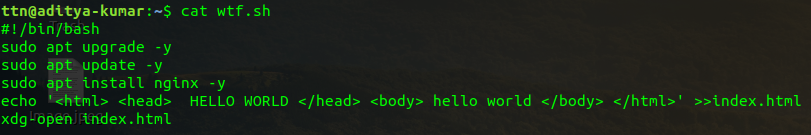 ttn@aditya-kumar:~$ cat wtf.sh
#!/bin/bash
sudo apt upgrade -y
sudo apt update -y
sudo apt install nginx -y
echo '<html> <head>  HELLO WORLD </head> <body> hello world </body> </html>' >>index.html
xdg-open index.html